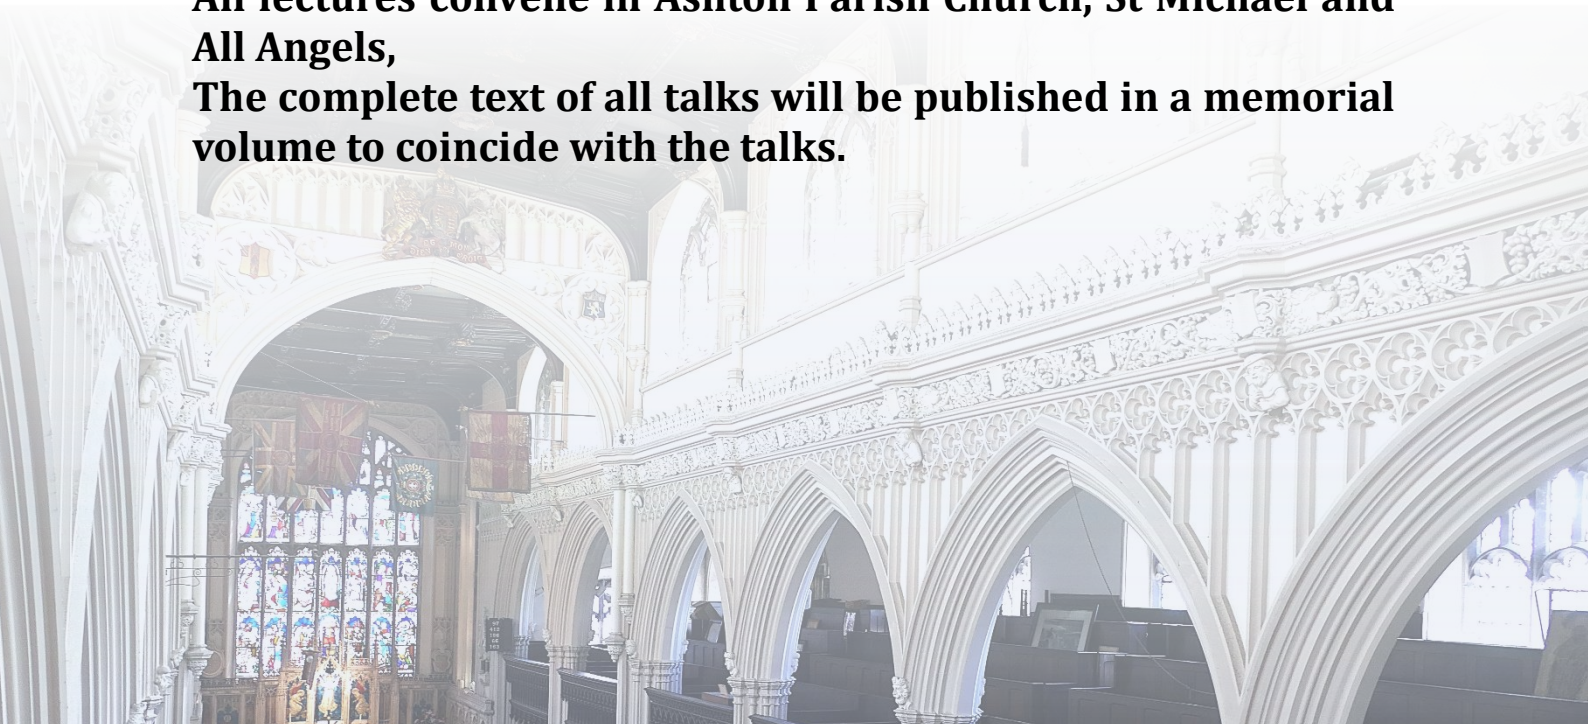 All lectures convene in Ashton Parish Church, St Michael and
All Angels,
The complete text of all talks will be published in a memorial
volume to coincide with the talks.